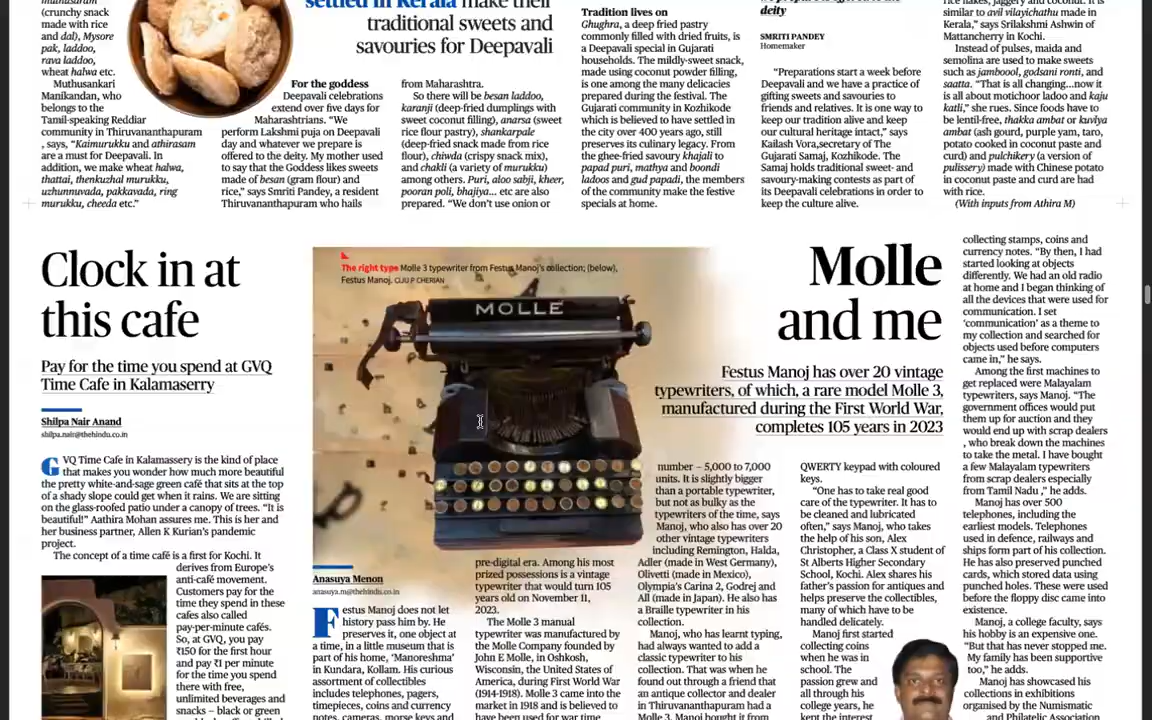 muthusaram
(crunchy snack
made with rice
and dal), Mysore
pak, laddoo,
rava laddoo,
wheat halwa etc.
Muthusankari
Manikandan, who
belongs to the
Tamil-speaking Reddiar
community in Thiruvananthapuram
, says, “Kaimurukku and athirasam
are a must for Deepavali. In
addition, we make wheat halwa,
thattai, thenkuzhal murukku,
uzhunnuvada, pakkavada, ring
murukku, cheeda etc.”
settled in Kerala make their
traditional sweets and
savouries for Deepavali
For the goddess
Deepavali celebrations
extend over five days for
Maharashtrians. “We
perform Lakshmi puja on Deepavali
day and whatever we prepare is
offered to the deity. My mother used
to say that the Goddess likes sweets
made of besan (gram flour) and
rice,” says Smriti Pandey, a resident
Thiruvananthapuram who hails
from Maharashtra.
So there will be besan laddoo,
karanji (deep-fried dumplings with
sweet coconut filling), anarsa (sweet
rice flour pastry), shankarpale
(deep-fried snack made from rice
flour), chiwda (crispy snack mix),
and chakli (a variety of murukku)
among others. Puri, aloo sabji, kheer,
pooran poli, bhajiya... etc are also
prepared. “We don’t use onion or
Tradition lives on
Ghughra, a deep fried pastry
commonly filled with dried fruits, is
a Deepavali special in Gujarati
households. The mildly-sweet snack,
made using coconut powder filling,
is one among the many delicacies
prepared during the festival. The
Gujarati community in Kozhikode
which is believed to have settled in
the city over 400 years ago, still
preserves its culinary legacy. From
the ghee-fried savoury khajali to
papad puri, mathya and boondi
ladoos and gud papadi, the members
of the community make the festive
specials at home.
deity
SMRITI PANDEY
Homemaker
“Preparations start a week before
Deepavali and we have a practice of
gifting sweets and savouries to
friends and relatives. It is one way to
keep our tradition alive and keep
our cultural heritage intact,” says
Kailash Vora,secretary of The
Gujarati Samaj, Kozhikode. The
Samaj holds traditional sweet- and
savoury-making contests as part of
its Deepavali celebrations in order to
keep the culture alive.
rice flakes, jaggery and coconut. It is
similar to avil vilayichathu made in
Kerala,” says Srilakshmi Ashwin of
Mattancherry in Kochi.
Instead of pulses, maida and
semolina are used to make sweets
such as jamboool, godsani ronti, and
saatta. “That is all changing...now it
is all about motichoor ladoo and kaju
katli,” she rues. Since foods have to
be lentil-free, thakka ambat or kuvlya
ambat (ash gourd, purple yam, taro,
potato cooked in coconut paste and
curd) and pulchikery (a version of
pulissery) made with Chinese potato
in coconut paste and curd are had
with rice.
(With inputs from Athira M)
Clock in at
this cafe
Pay for the time you spend at GVQ
Time Cafe in Kalamaserry
Shilpa Nair Anand
shilpa.nair@thehindu.co.in
GVQ Time Cafe in Kalamassery is the kind of place
that makes you wonder how much more beautiful
the pretty white-and-sage green café that sits at the top
of a shady slope could get when it rains. We are sitting
on the glass-roofed patio under a canopy of trees. “It is
beautiful!” Aathira Mohan assures me. This is her and
her business partner, Allen K Kurian’s pandemic
project.
The concept of a time café is a first for Kochi. It
derives from Europe’s
anti-café movement.
Customers pay for the
time they spend in these
cafes also called
pay-per-minute cafés.
So, at GVQ, you pay
₹150 for the first hour
and pay ₹1 per minute
for the time you spend
there with free,
unlimited beverages and
snacks – black or green
The right type Molle 3 typewriter from Festus Manoj’s collection; (below),
Festus Manoj. CIJU P CHERIAN
MOLLE
Molle
and me
Festus Manoj has over 20 vintage
typewriters, of which, a rare model Molle 3,
manufactured during the First World War,
completes 105 years in 2023
Anasuya Menon
anasuya.m@thehindu.co.in
Festus Manoj does not let
history pass him by. He
preserves it, one object at
a time, in a little museum that is
part of his home, ‘Manoreshma’
in Kundara, Kollam. His curious
assortment of collectibles
includes telephones, pagers,
timepieces, coins and currency
notes, cameras, morse keys and
pre-digital era. Among his most
prized possessions is a vintage
typewriter that would turn 105
years old on November 11,
2023.
The Molle 3 manual
typewriter was manufactured by
the Molle Company founded by
John E Molle, in Oshkosh,
Wisconsin, the United States of
America, during First World War
(1914-1918). Molle 3 came into the
market in 1918 and is believed to
have been used for war time
number – 5,000 to 7,000
units. It is slightly bigger
than a portable typewriter,
but not as bulky as the
typewriters of the time, says
Manoj, who also has over 20
other vintage typewriters
including Remington, Halda,
Adler (made in West Germany),
Olivetti (made in Mexico),
Olympia’s Carina 2, Godrej and
All (made in Japan). He also has
a Braille typewriter in his
collection.
Manoj, who has learnt typing,
had always wanted to add a
classic typewriter to his
collection. That was when he
found out through a friend that
an antique collector and dealer
in Thiruvananthapuram had a
Molle 3. Manoj bought it from
QWERTY keypad with coloured
keys.
“One has to take real good
care of the typewriter. It has to
be cleaned and lubricated
often,” says Manoj, who takes
the help of his son, Alex
Christopher, a Class X student of
St Alberts Higher Secondary
School, Kochi. Alex shares his
father’s passion for antiques and
helps preserve the collectibles,
many of which have to be
handled delicately.
Manoj first started
collecting coins
when he was in
school. The
passion grew and
all through his
college years, he
kept the interest
collecting stamps, coins and
currency notes. “By then, I had
started looking at objects
differently. We had an old radio
at home and I began thinking of
all the devices that were used for
communication. I set
‘communication’ as a theme to
my collection and searched for
objects used before computers
came in,” he says.
Among the first machines to
get replaced were Malayalam
typewriters, says Manoj. “The
government offices would put
them up for auction and they
would end up with scrap dealers
, who break down the machines
to take the metal. I have bought
a few Malayalam typewriters
from scrap dealers especially
from Tamil Nadu ,” he adds.
Manoj has over 500
telephones, including the
earliest models. Telephones
used in defence, railways and
ships form part of his collection.
He has also preserved punched
cards, which stored data using
punched holes. These were used
before the floppy disc came into
existence.
Manoj, a college faculty, says
his hobby is an expensive one.
“But that has never stopped me.
My family has been supportive
too,” he adds.
Manoj has showcased his
collections in exhibitions
organised by the Numismatic
and Philatelic Association